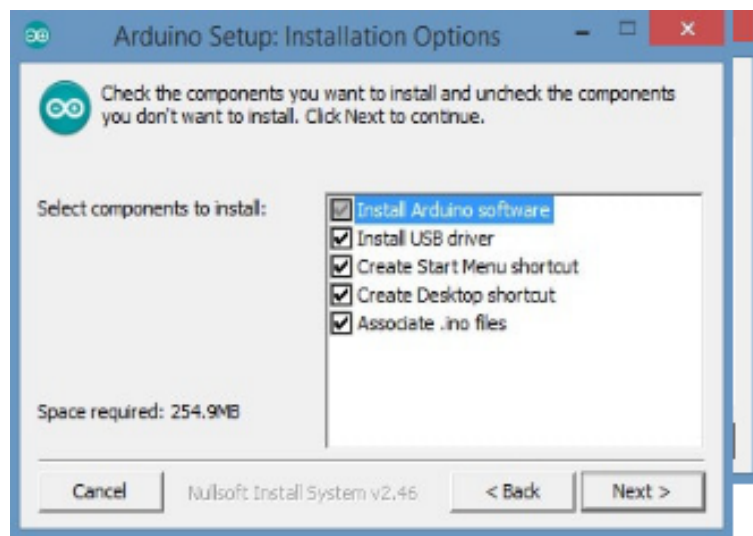 Arduino Setup: Installation Options
Check the components you want to install and uncheck the components
you don't want to install. Click Next to continue.
Select components to install:
Install Arduino software
Install USB driver
Create Start Menu shortcut
Create Desktop shortcut
Associate .ino files
Space required: 254.9MB
Cancel
Nullsoft Install System v2.46
< Back
Next >